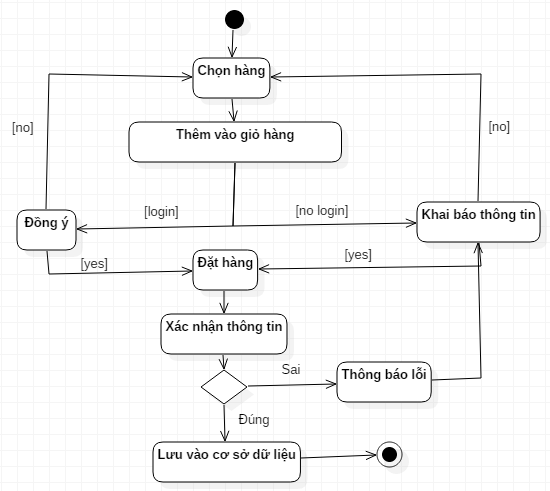 Chọn hàng
[no]
[no]
Thêm vào giỏ hàng
[login]
[no login]
Đồng ý
Khai báo thông tin
[yes]
Đặt hàng
[yes]
Xác nhận thông tin
Sai
Thông báo lỗi
Đúng
Lưu vào cơ sở dữ liệu